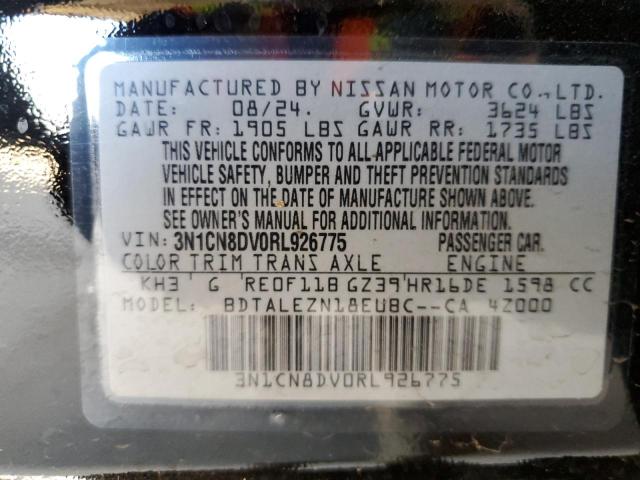 MANUFACTURED BY NISSAN MOTOR CO.,LTD.
DATE: 08/24. GVWR: 3624 LBS
GAWR FR: 1905 LBS GAWR RR: 1735 LBS
THIS VEHICLE CONFORMS TO ALL APPLICABLE FEDERAL MOTOR
VEHICLE SAFETY, BUMPER AND THEFT PREVENTION STANDARDS
IN EFFECT ON THE DATE OF MANUFACTURE SHOWN ABOVE.
SEE OWNER'S MANUAL FOR ADDITIONAL INFORMATION.
VIN: 3N1CN8DV0RL926775 PASSENGER CAR.
COLOR TRIM TRANS AXLE ENGINE
KH3 G RE0F11B GZ39 HR16DE 1598 CC
MODEL: BDTALEZN18EUBC--CA 4Z000
3N1CN8DV0RL926775